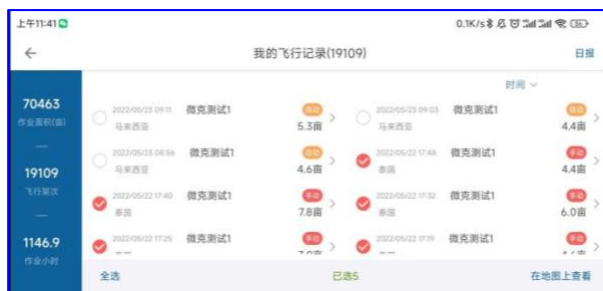 上午11:41
0.1K/s
36
我的飞行记录(19109)
日报
时间
70463
作业面积(亩)
19109
飞行架次
1146.9
作业小时
2022/05/23 09:11 微克测试1 自动
马来西亚 5.3亩
2022/05/23 09:03 微克测试1 自动
马来西亚 4.4亩
2022/05/23 08:56 微克测试1 自动
马来西亚 4.6亩
2022/05/22 17:48 微克测试1 手动
泰国 4.4亩
2022/05/22 17:40 微克测试1 手动
泰国 7.8亩
2022/05/22 17:32 微克测试1 手动
泰国 6.0亩
2022/05/22 17:25 微克测试1 手动
2022/05/22 17:19 微克测试1 手动
全选
已选5
在地图上查看